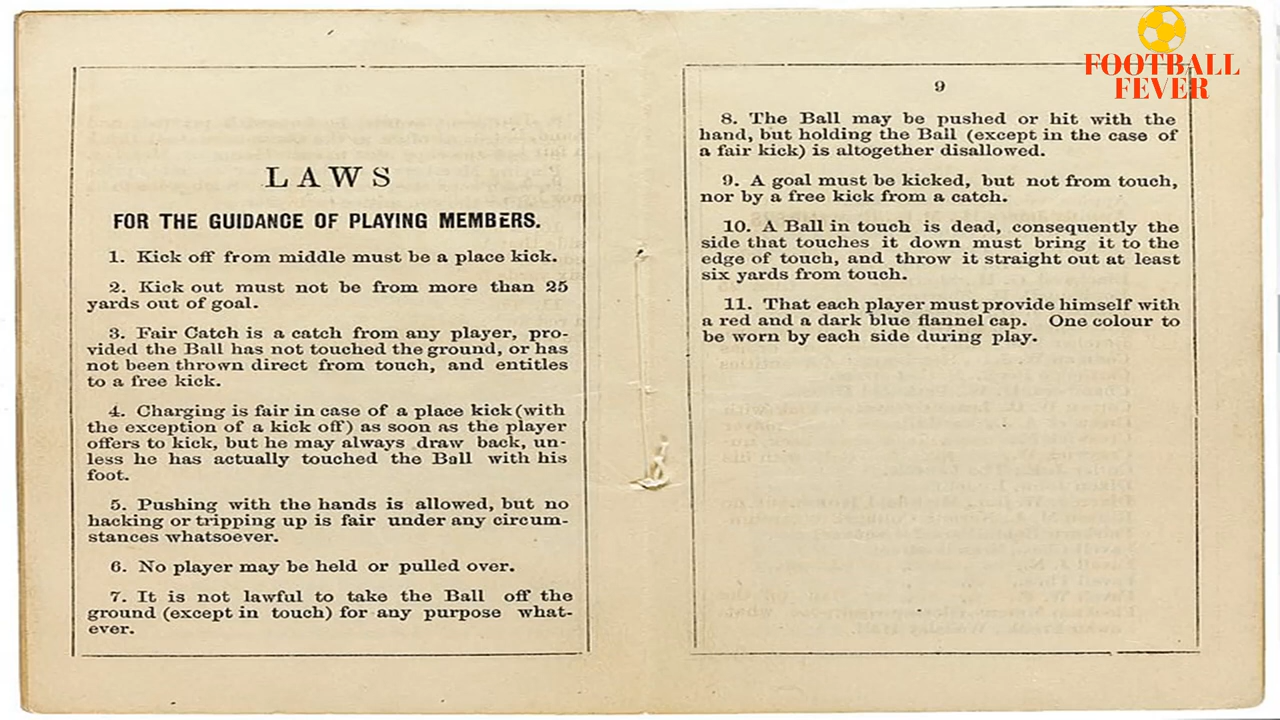 LAWS
FOR THE GUIDANCE OF PLAYING MEMBERS.
1. Kick off from middle must be a place kick.
2. Kick out must not be from more than 25
yards out of goal.
3. Fair Catch is a catch from any player, pro-
vided the Ball has not touched the ground, or has
not been thrown direct from touch, and entitles
to a free kick.
4. Charging is fair in case of a place kick (with
the exception of a kick off) as soon as the player
offers to kick, but he may always draw back, un-
less he has actually touched the Ball with his
foot.
5. Pushing with the hands is allowed, but no
hacking or tripping up is fair under any circum-
stances whatsoever.
6. No player may be held or pulled over.
7. It is not lawful to take the Ball off the
ground (except in touch) for any purpose what-
ever.
FOOTBALL
FEVER
9
8. The Ball may be pushed or hit with the
hand, but holding the Ball (except in the case of
a fair kick) is altogether disallowed.
9. A goal must be kicked, but not from touch,
nor by a free kick from a catch.
10. A Ball in touch is dead, consequently the
side that touches it down must bring it to the
edge of touch, and throw it straight out at least
six yards from touch.
11. That each player must provide himself with
a red and a dark blue flannel cap. One colour to
be worn by each side during play.